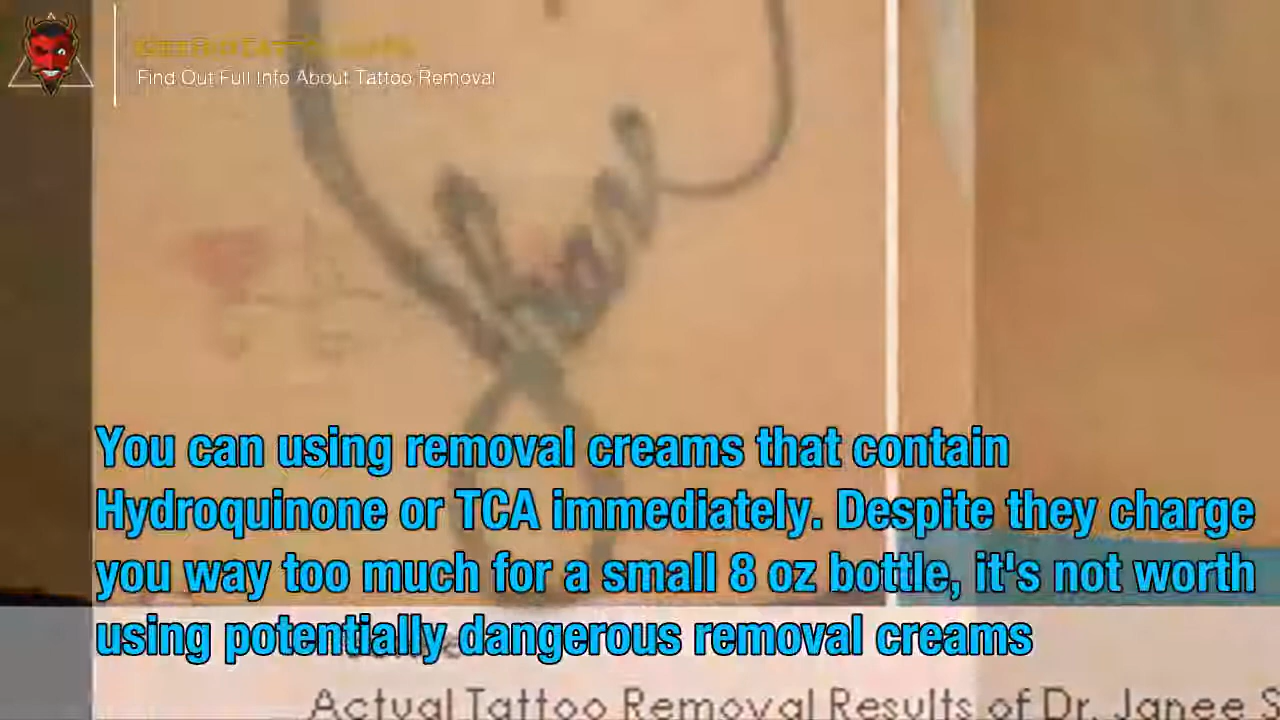 Find Out Full Info About Tattoo Removal
You can using removal creams that contain
Hydroquinone or TCA immediately. Despite they charge
you way too much for a small 8 oz bottle, it's not worth
using potentially dangerous removal creams
Actual Tattoo Removal Results of Dr. Janee S